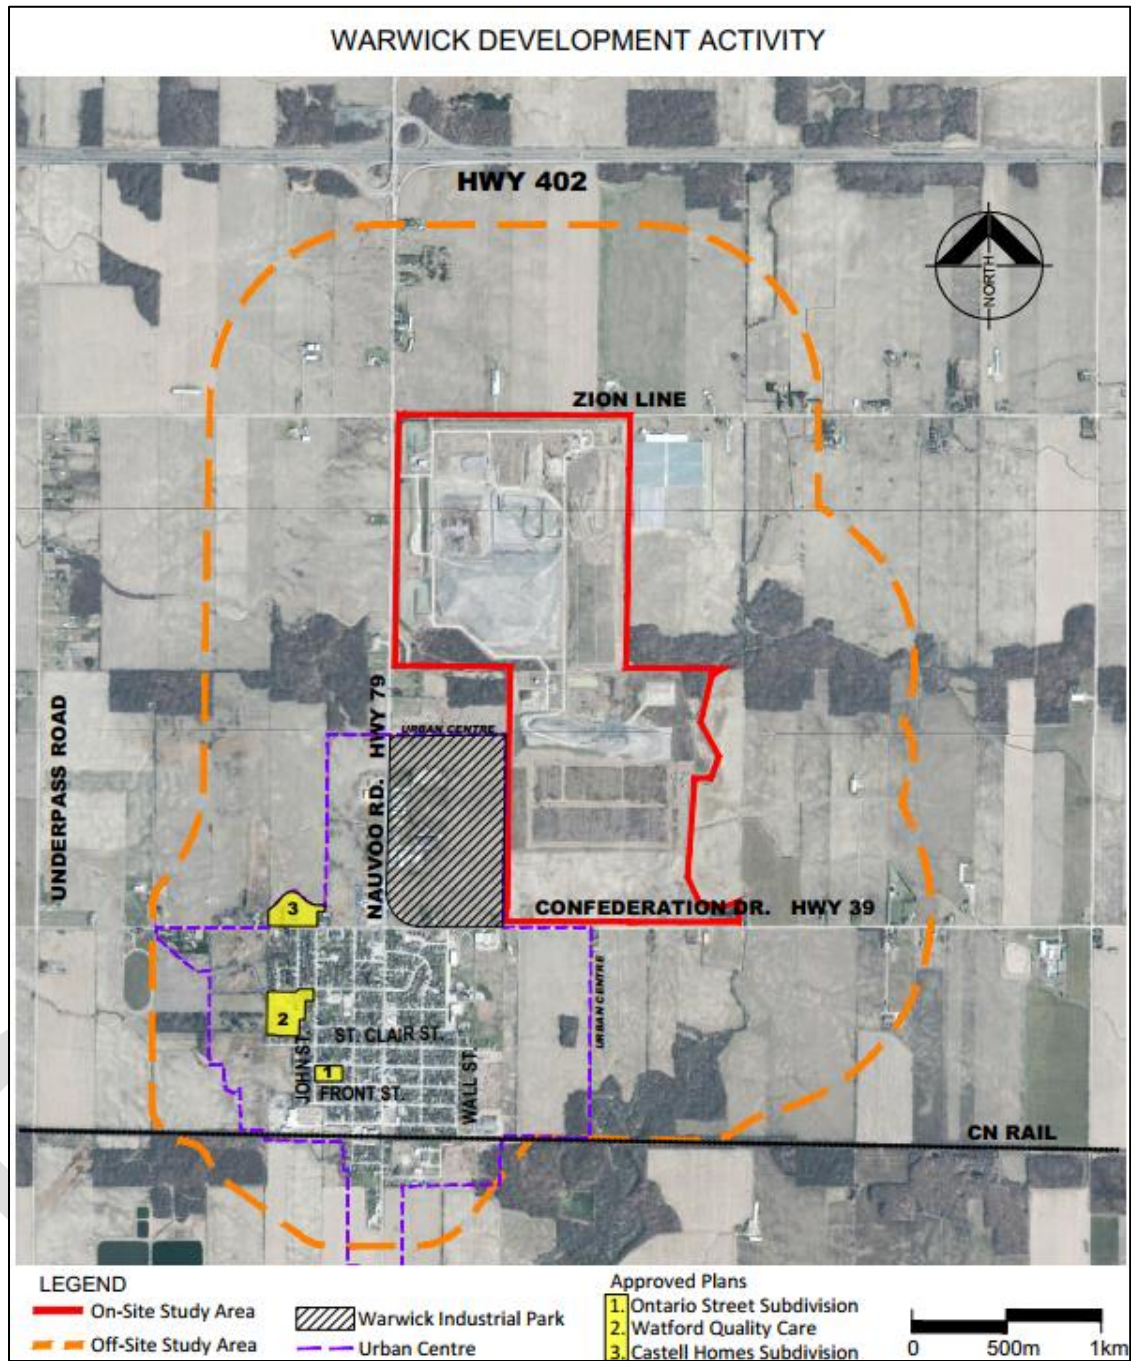 WARWICK DEVELOPMENT ACTIVITY
HWY 402
NORTH
ZION LINE
UNDERPASS ROAD
NAUVOO RD. HWY 79
URBAN CENTRE
3
CONFEDERATION DR. HWY 39
URBAN CENTRE
2
ST. CLAIR ST.
JOHN ST.
1
FRONT ST.
WALL ST.
CN RAIL
LEGEND
On-Site Study Area
Off-Site Study Area
Warwick Industrial Park
Urban Centre
Approved Plans
1. Ontario Street Subdivision
2. Watford Quality Care
3. Castell Homes Subdivision
0 500m 1km